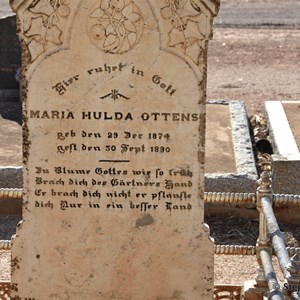 Hier ruhet in Gott
MARIA HULDA OTTENS
geb den 29 Dec 1874
gest den 30 Sept 1890
Du Blume Gottes wie so früh
Brach dich des Gärtners Hand
Er brach dich nicht er pflanzte
dich Nur in ein besser Land